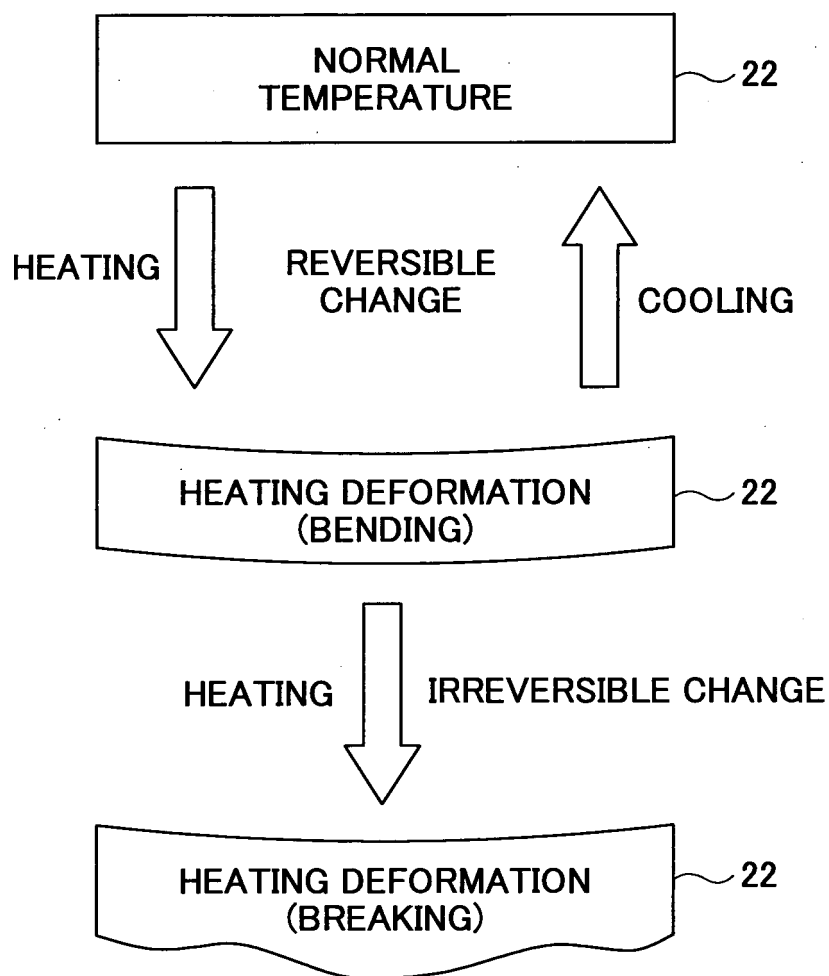 NORMAL
TEMPERATURE
22
HEATING
REVERSIBLE
CHANGE
COOLING
HEATING DEFORMATION
(BENDING)
22
HEATING
IRREVERSIBLE CHANGE
HEATING DEFORMATION
(BREAKING)
22